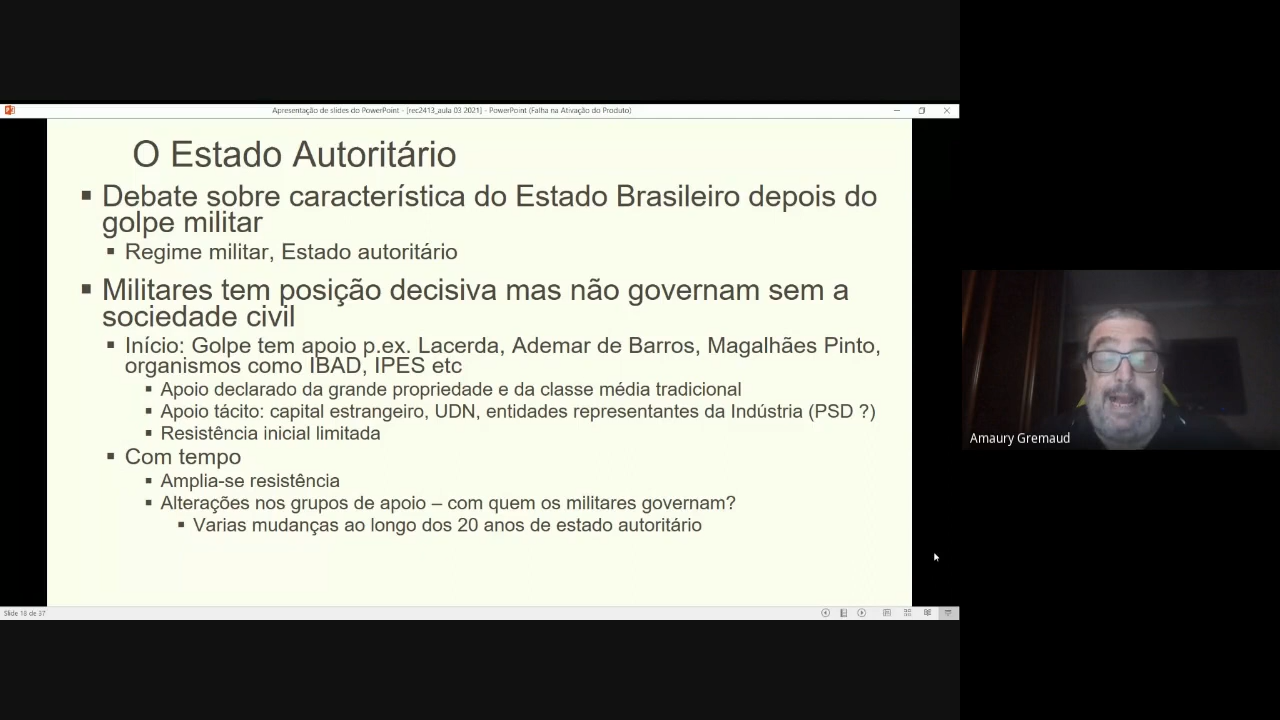 Apresentação de slides do PowerPoint - [rec2413_aula 03 2021] - PowerPoint (Falha na Ativação do Produto)
O Estado Autoritário
Debate sobre característica do Estado Brasileiro depois do
golpe militar
Regime militar, Estado autoritário
Militares tem posição decisiva mas não governam sem a
sociedade civil
Início: Golpe tem apoio p.ex. Lacerda, Ademar de Barros, Magalhães Pinto,
organismos como IBAD, IPES etc
Apoio declarado da grande propriedade e da classe média tradicional
Apoio tácito: capital estrangeiro, UDN, entidades representantes da Indústria (PSD ?)
Resistência inicial limitada
Com tempo
Amplia-se resistência
Alterações nos grupos de apoio – com quem os militares governam?
Varias mudanças ao longo dos 20 anos de estado autoritário
Amaury Gremaud
Slide 18 de 37